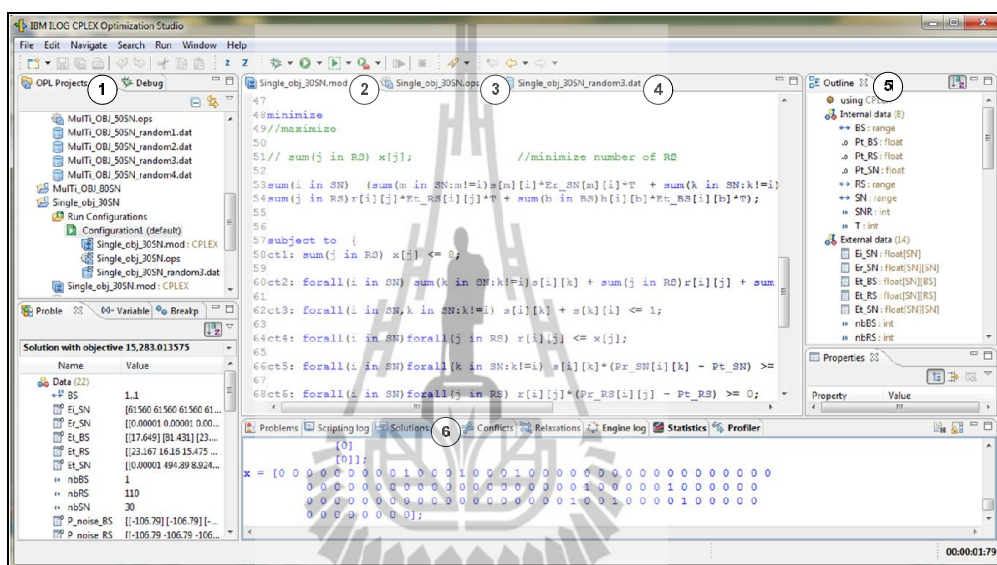 IBM ILOG CPLEX Optimization Studio
File Edit Navigate Search Run Window Help
OPL Projects 1 Debug
MulTi_OBJ_50SN.ops
MulTi_OBJ_50SN_random1.dat
MulTi_OBJ_50SN_random2.dat
MulTi_OBJ_50SN_random3.dat
MulTi_OBJ_50SN_random4.dat
MulTi_OBJ_80SN
Single_obj_30SN
Run Configurations
Configuration1 (default)
Single_obj_30SN.mod : CPLEX
Single_obj_30SN.ops
Single_obj_30SN_random3.dat
Single_obj_30SN.mod : CPLEX
Proble Variable Breakp
Solution with objective 15,283.013575
Name Value
Data (22)
BS 1..1
Ei_SN [61560 61560 61560 61...
Er_SN [[0.00001 0.00001 0.00...
Et_BS [[17.649] [81.431] [23....
Et_RS [[23.167 16.16 15.475 ...
Et_SN [[0.00001 494.89 8.924...
nbBS 1
nbRS 110
nbSN 30
P_noise_BS [[-106.79] [-106.79] [-...
P_noise_RS [[-106.79 -106.79 -106...
Single_obj_30SN.mod 2 Single_obj_30SN.ops 3 Single_obj_30SN_random3.dat 4
47
48minimize
49//maximize
50
51// sum(j in RS) x[j]; //minimize number of RS
52
53sum(i in SN) (sum(m in SN:m!=i)s[m][i]*Er_SN[m][i]*T + sum(k in SN:k!=i)
54sum(j in RS)r[i][j]*Et_RS[i][j]*T + sum(b in BS)h[i][b]*Et_BS[i][b]*T);
55
56
57subject to {
58ct1: sum(j in RS) x[j] <= 8;
59
60ct2: forall(i in SN) sum(k in SN:k!=i)s[i][k] + sum(j in RS)r[i][j] + sum
61
62ct3: forall(i in SN,k in SN:k!=i) s[i][k] + s[k][i] <= 1;
63
64ct4: forall(i in SN)forall(j in RS) r[i][j] <= x[j];
65
66ct5: forall(i in SN)forall(k in SN:k!=i) s[i][k]*(Pr_SN[i][k] - Pt_SN) >=
67
68ct6: forall(i in SN)forall(j in RS) r[i][j]*(Pr_RS[i][j] - Pt_RS) >= 0;
Outline 5
using CPLEX
Internal data (8)
BS : range
Pt_BS : float
Pt_RS : float
Pt_SN : float
RS : range
SN : range
SNR : int
T : int
External data (14)
Ei_SN : float[SN]
Er_SN : float[SN][SN]
Et_BS : float[SN][BS]
Et_RS : float[SN][RS]
Et_SN : float[SN][SN]
nbBS : int
nbRS : int
Properties
Property Value
Problems Scripting log Solutions 6 Conflicts Relaxations Engine log Statistics Profiler
[0]
[0]];
x = [0 0 0 0 0 0 0 0 0 1 0 0 0 1 0 0 0 1 0 0 0 0 0 0 0 0 0 0 0 0 0 0 0 0 0
0 0 0 0 0 0 0 0 0 0 0 0 0 0 0 0 0 0 0 1 0 0 0 0 0 0 1 0 0 0 0 0 0
0 0 0 0 0 0 0 0 0 0 0 0 0 0 0 0 0 0 1 0 0 1 0 0 0 0 0 1 0 0 0 0 0
0 0 0 0 0 0 0 0];
00:00:01:79